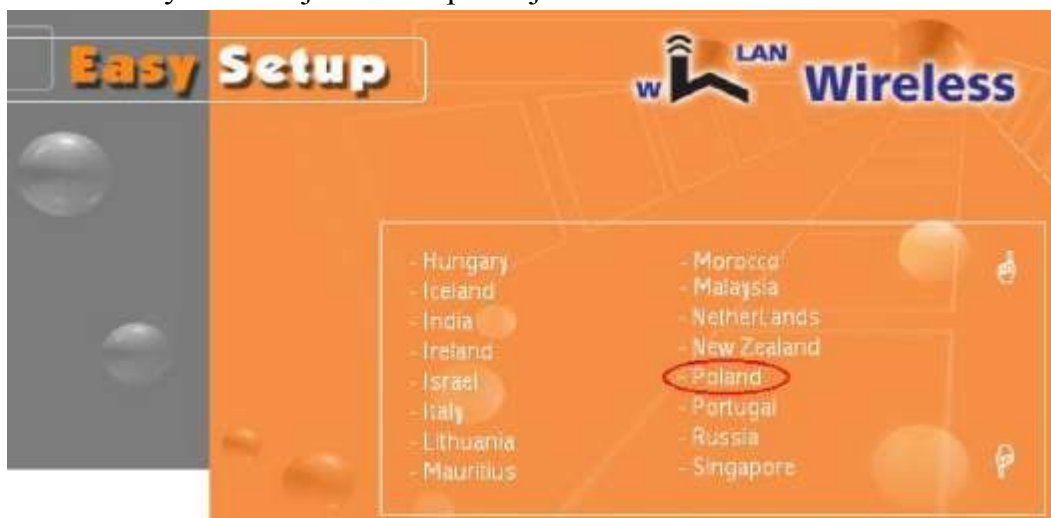 Easy Setup
W LAN Wireless
- Hungary
- Iceland
- India
- Ireland
- Israel
- Italy
- Lithuania
- Mauritius
- Morocco
- Malaysia
- NetherLands
- New Zealand
- Poland
- Portugal
- Russia
- Singapore